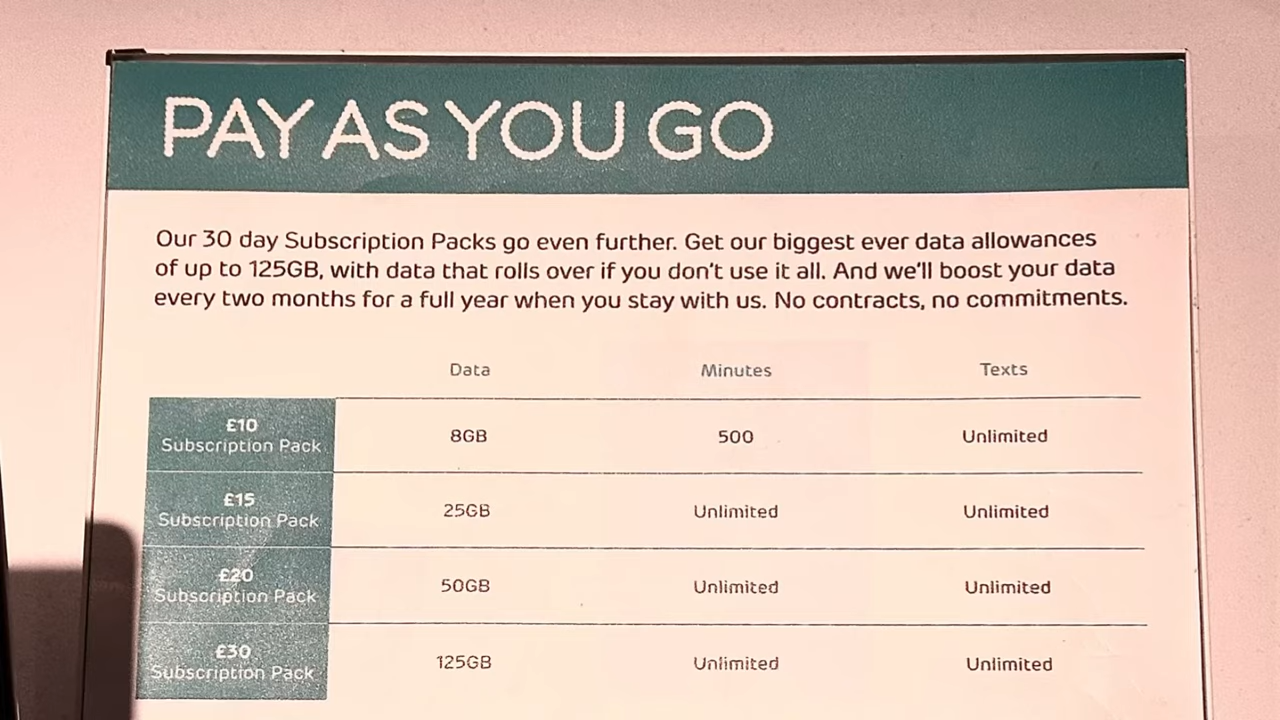 PAY AS YOU GO
Our 30 day Subscription Packs go even further. Get our biggest ever data allowances
of up to 125GB, with data that rolls over if you don't use it all. And we'll boost your data
every two months for a full year when you stay with us. No contracts, no commitments.
Data Minutes Texts
£10
Subscription Pack 8GB 500 Unlimited
£15
Subscription Pack 25GB Unlimited Unlimited
£20
Subscription Pack 50GB Unlimited Unlimited
£30
Subscription Pack 125GB Unlimited Unlimited